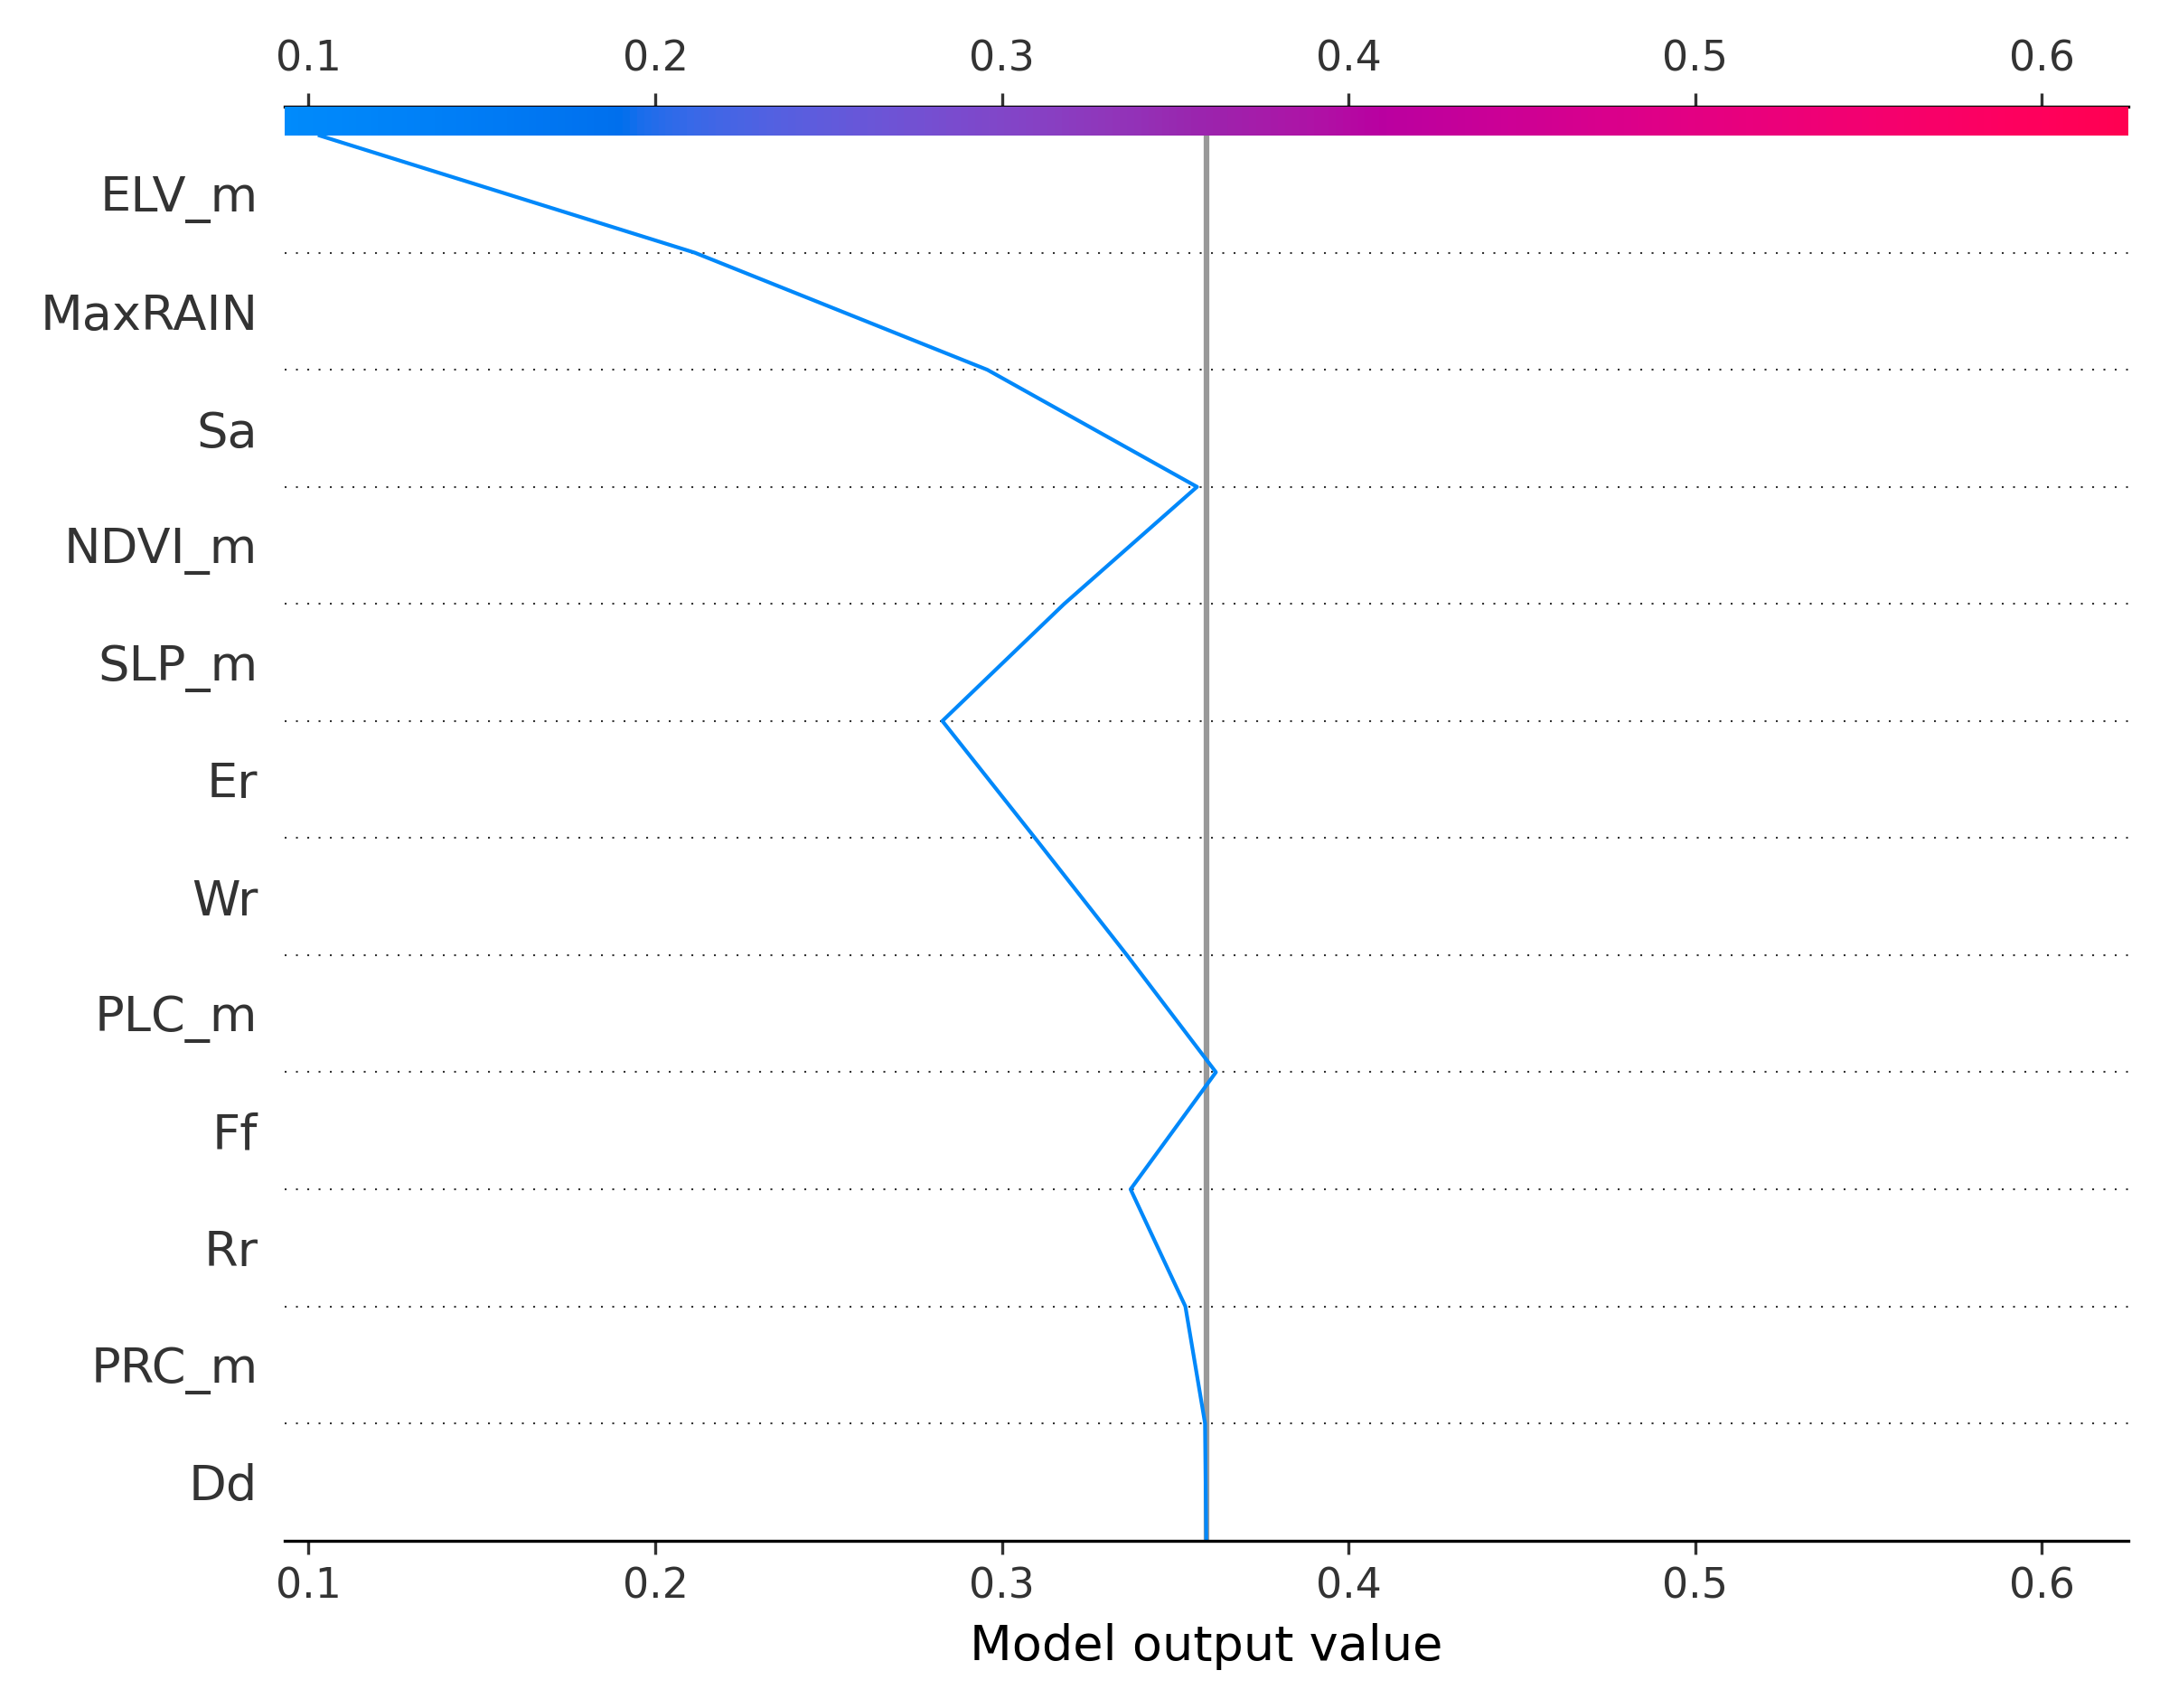 0.1 0.2 0.3 0.4 0.5 0.6
ELV_m
MaxRAIN
Sa
NDVI_m
SLP_m
Er
Wr
PLC_m
Ff
Rr
PRC_m
Dd
0.1 0.2 0.3 0.4 0.5 0.6
Model output value